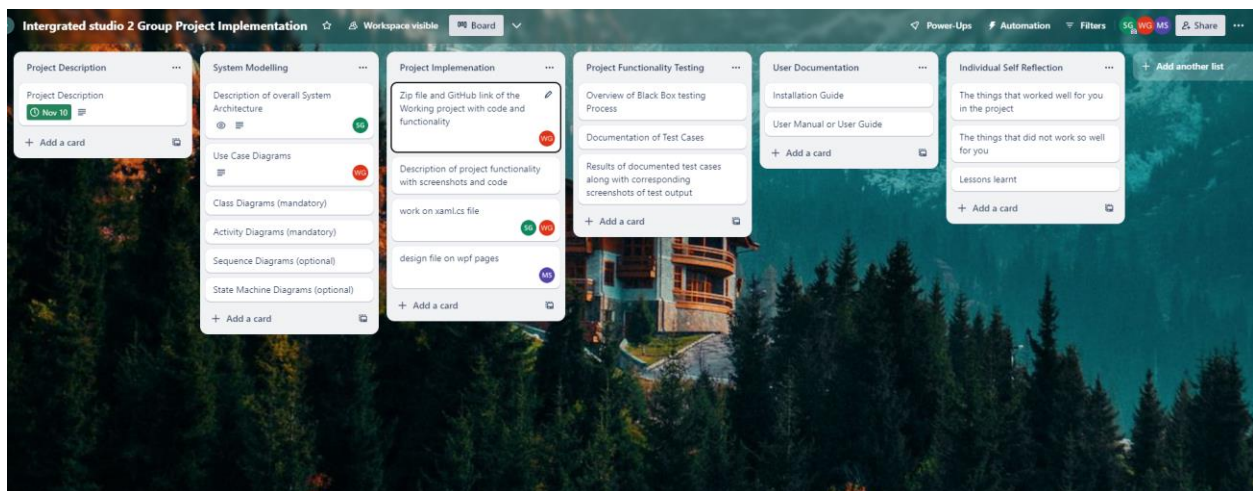 Intergrated studio 2 Group Project Implementation
Workspace visible
Board
Power-Ups
Automation
Filters
SG
WG
MS
Share
Project Description
Project Description
Nov 10
+ Add a card
System Modelling
Description of overall System
Architecture
SG
Use Case Diagrams
WG
Class Diagrams (mandatory)
Activity Diagrams (mandatory)
Sequence Diagrams (optional)
State Machine Diagrams (optional)
+ Add a card
Project Implemenation
Zip file and GitHub link of the
Working project with code and
functionality
WG
Description of project functionality
with screenshots and code
work on xaml.cs file
SG WG
design file on wpf pages
MS
+ Add a card
Project Functionality Testing
Overview of Black Box testing
Process
Documentation of Test Cases
Results of documented test cases
along with corresponding
screenshots of test output
+ Add a card
User Documentation
Installation Guide
User Manual or User Guide
+ Add a card
Individual Self Reflection
The things that worked well for you
in the project
The things that did not work so well
for you
Lessons learnt
+ Add a card
+ Add another list